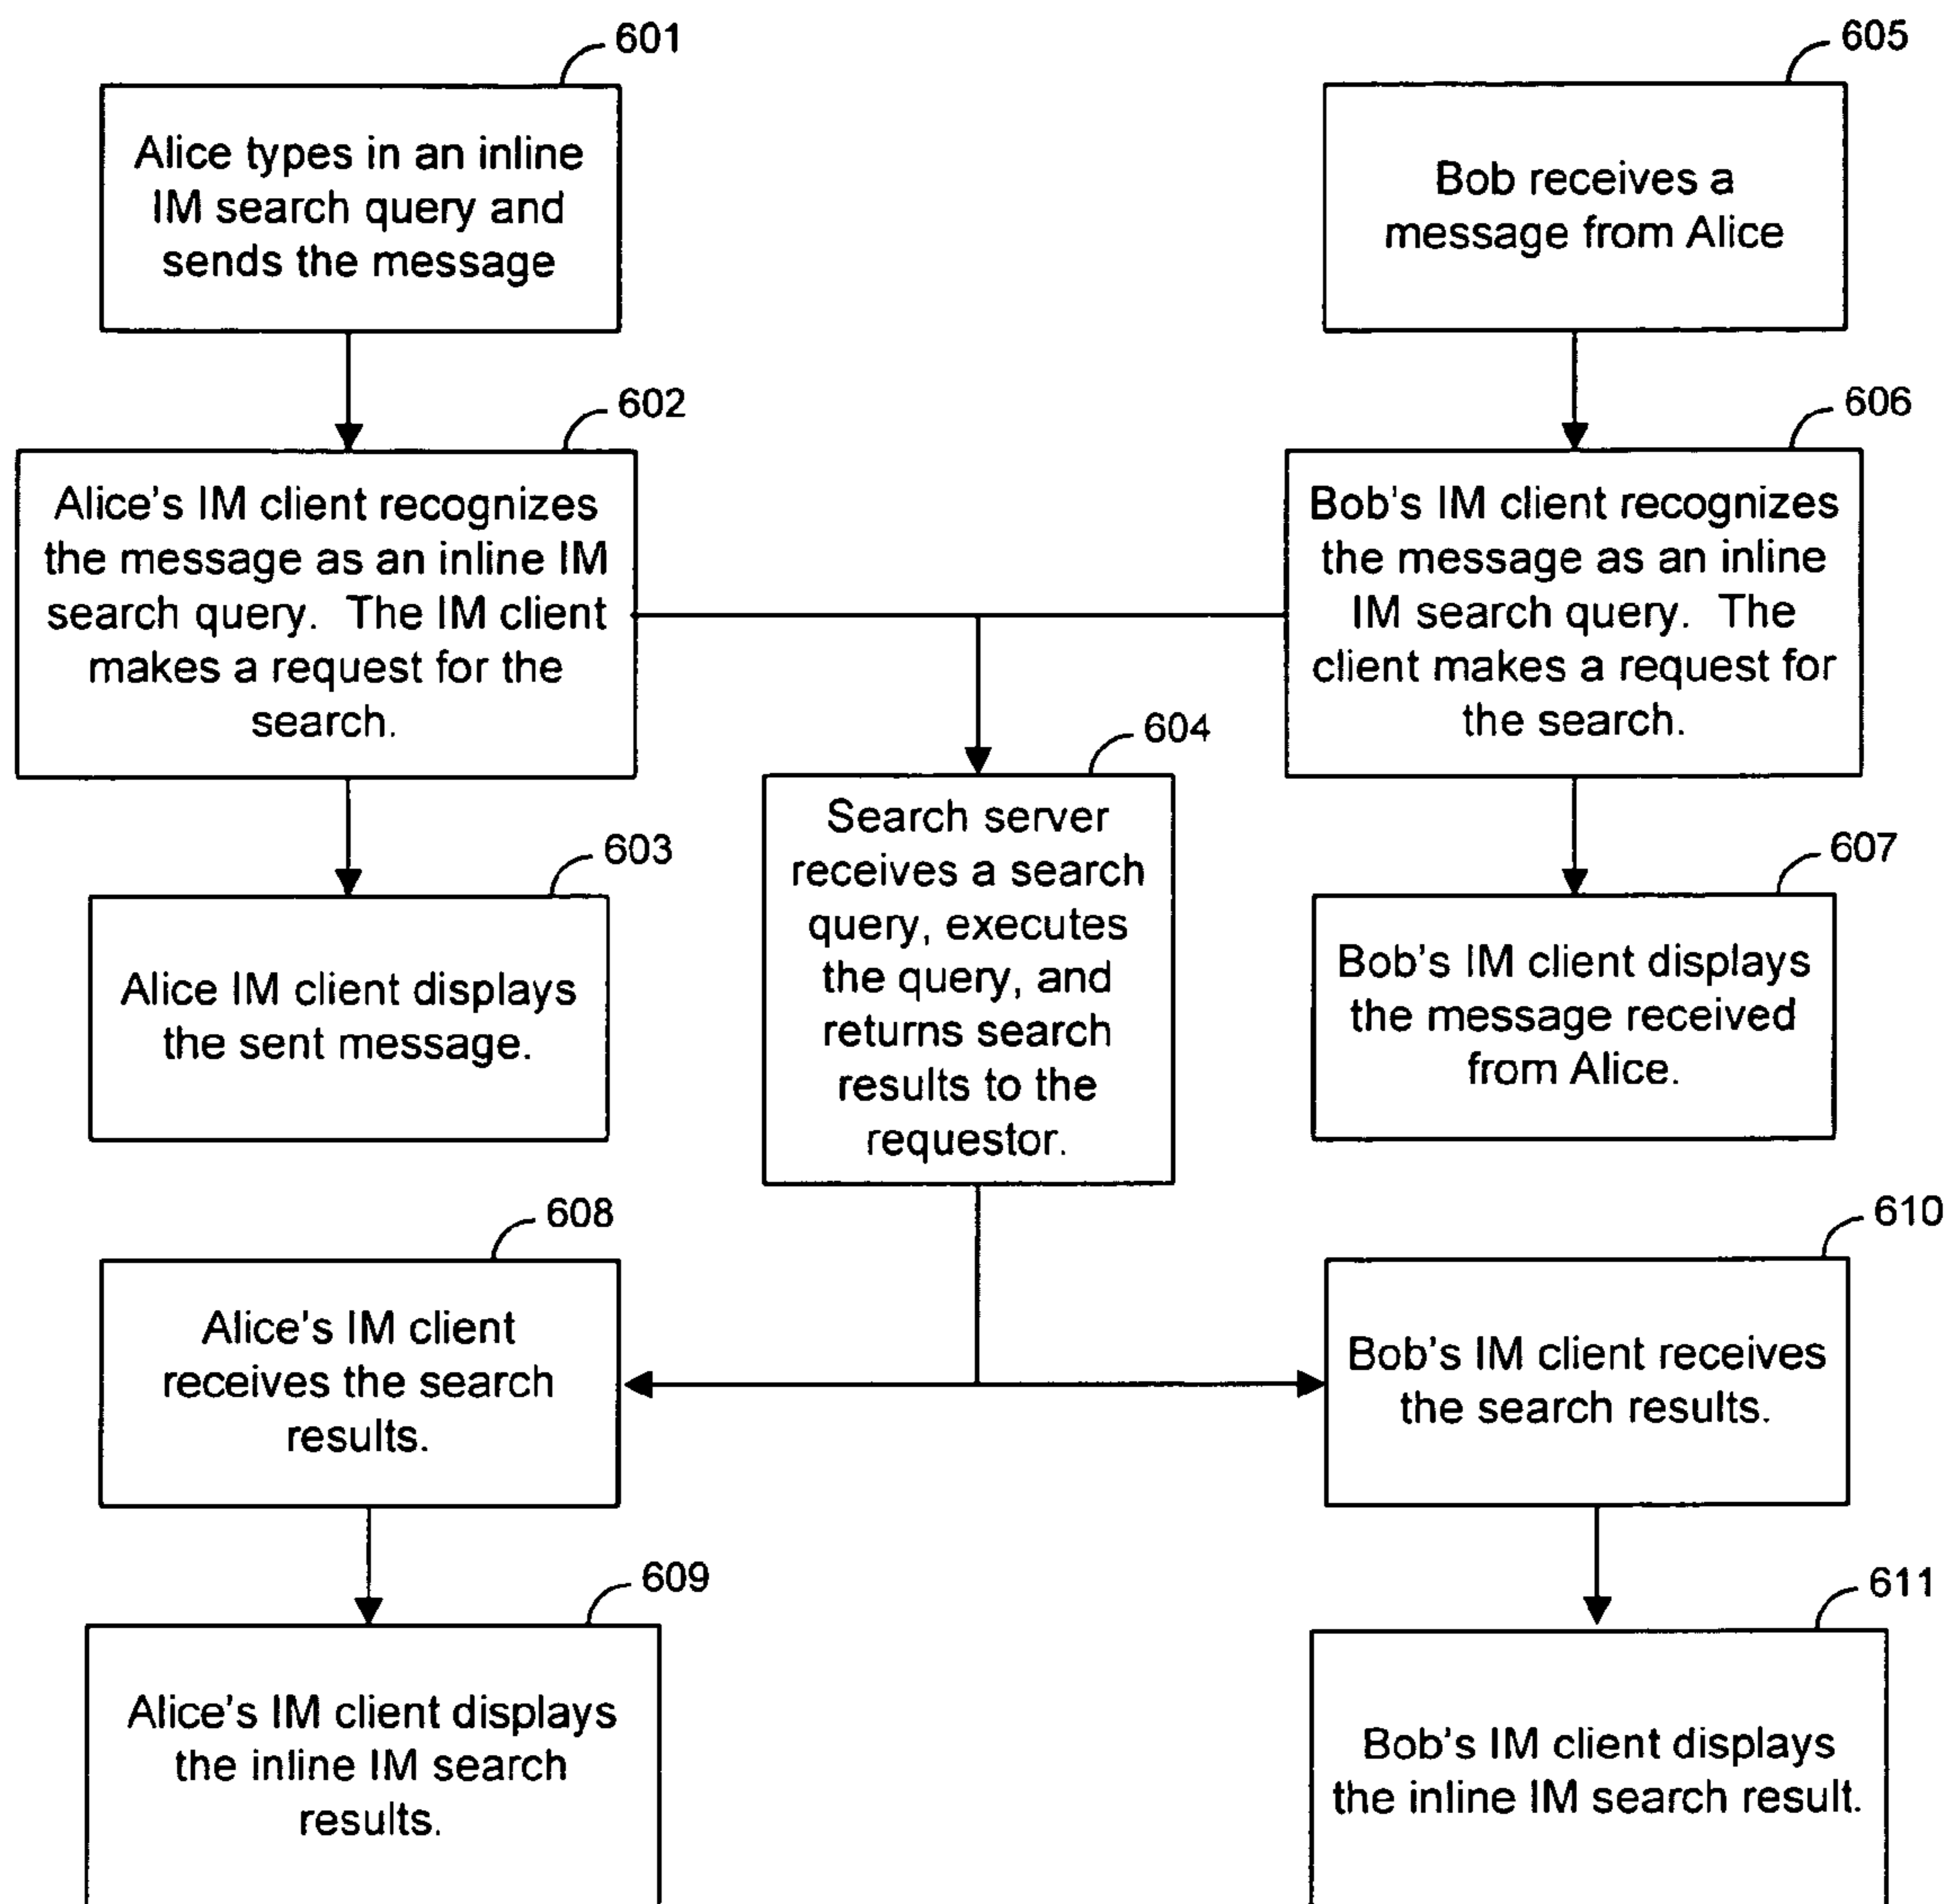 601
Alice types in an inline
IM search query and
sends the message
605
Bob receives a
message from Alice
602
Alice's IM client recognizes
the message as an inline IM
search query. The IM client
makes a request for the
search.
606
Bob's IM client recognizes
the message as an inline
IM search query. The
client makes a request for
the search.
603
Alice IM client displays
the sent message.
604
Search server
receives a search
query, executes
the query, and
returns search
results to the
requestor.
607
Bob's IM client displays
the message received
from Alice.
608
Alice's IM client
receives the search
results.
610
Bob's IM client receives
the search results.
609
Alice's IM client displays
the inline IM search
results.
611
Bob's IM client displays
the inline IM search result.